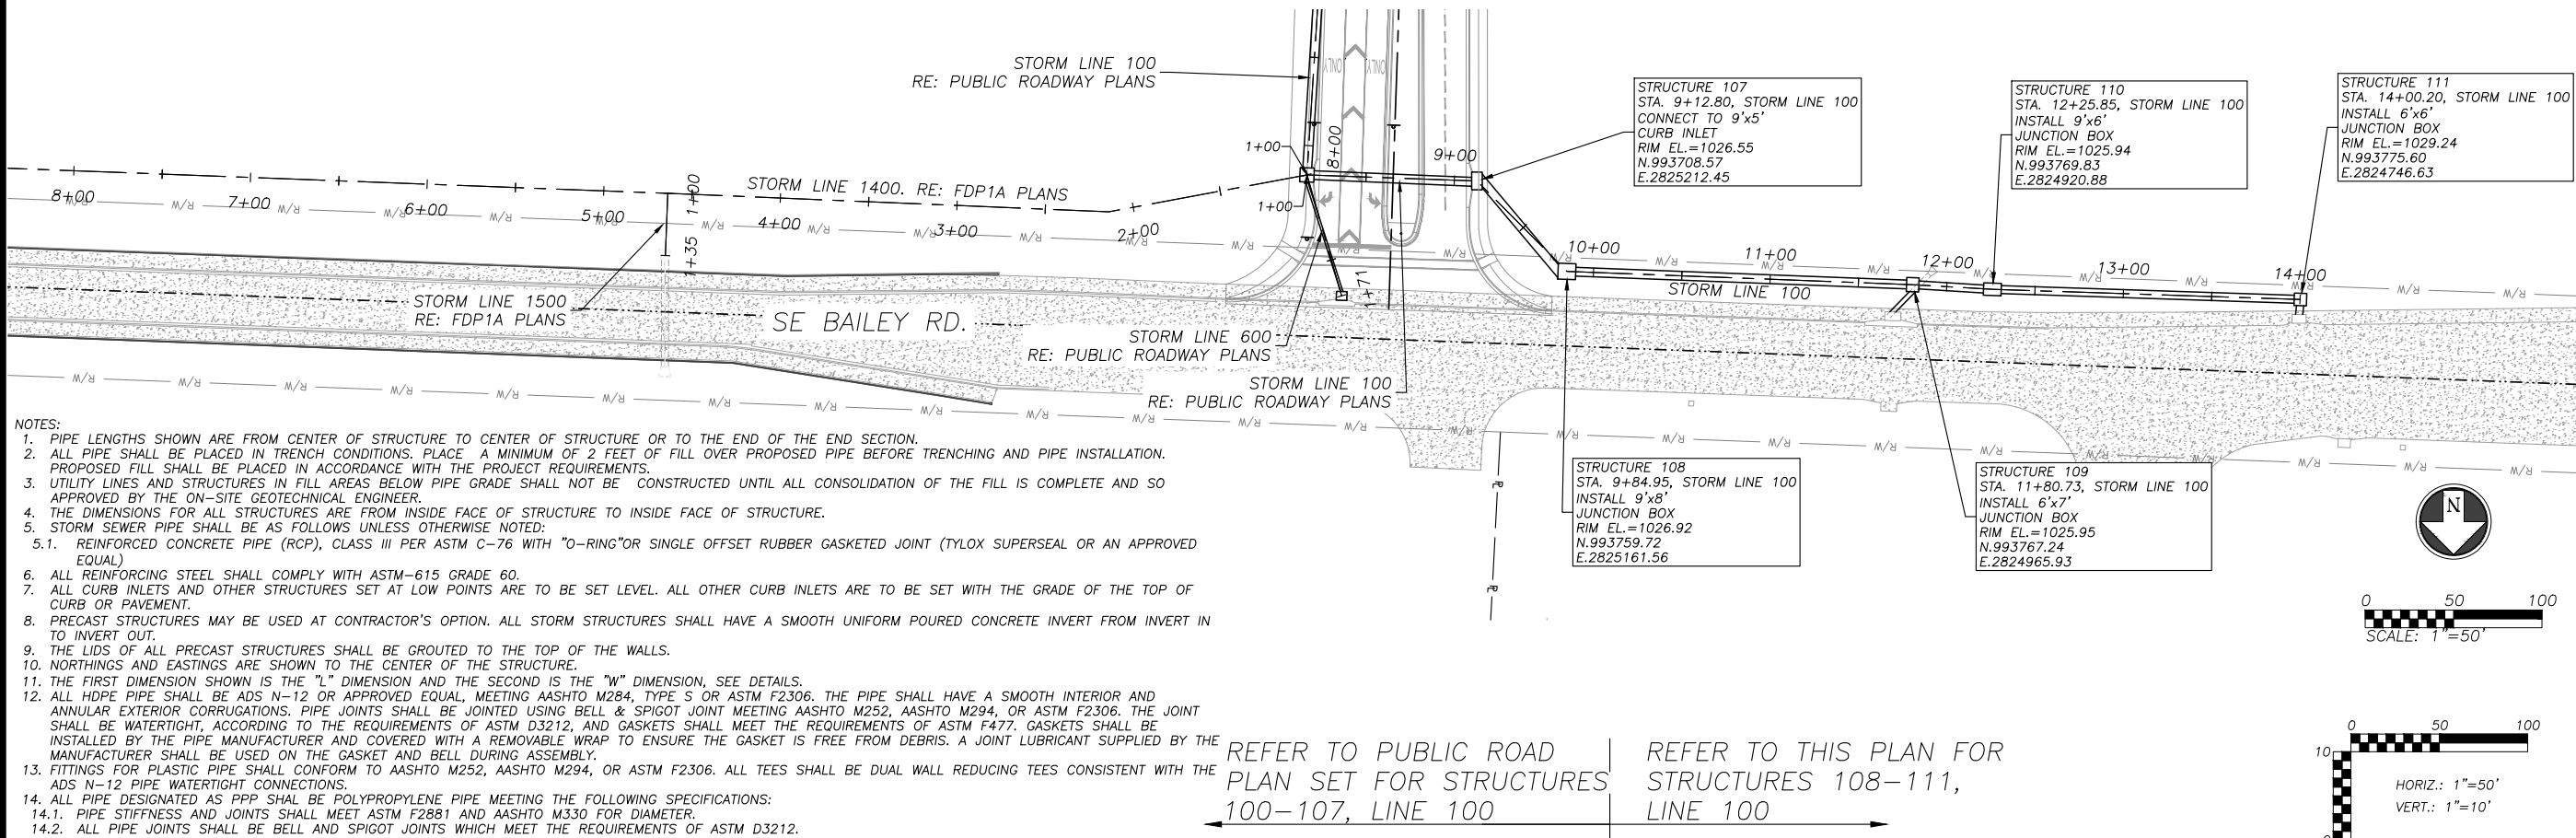 STORM LINE 100
RE: PUBLIC ROADWAY PLANS
ONLY
ONLY
1+00
8+00
9+00
1+00
STRUCTURE 107
STA. 9+12.80, STORM LINE 100
CONNECT TO 9'x5'
CURB INLET
RIM EL.=1026.55
N.993708.57
E.2825212.45
STRUCTURE 110
STA. 12+25.85, STORM LINE 100
INSTALL 9'x6'
JUNCTION BOX
RIM EL.=1025.94
N.993769.83
E.2824920.88
STRUCTURE 111
STA. 14+00.20, STORM LINE 100
INSTALL 6'x6'
JUNCTION BOX
RIM EL.=1029.24
N.993775.60
E.2824746.63
8+00
7+00
6+00
5+00
1+00
STORM LINE 1400. RE: FDP1A PLANS
4+00
3+00
2+00
1+35
1+71
10+00
11+00
12+00
13+00
14+00
STORM LINE 100
R/W
STORM LINE 1500
RE: FDP1A PLANS
SE BAILEY RD.
STORM LINE 600
RE: PUBLIC ROADWAY PLANS
STORM LINE 100
RE: PUBLIC ROADWAY PLANS
STRUCTURE 108
STA. 9+84.95, STORM LINE 100
INSTALL 9'x8'
JUNCTION BOX
RIM EL.=1026.92
N.993759.72
E.2825161.56
STRUCTURE 109
STA. 11+80.73, STORM LINE 100
INSTALL 6'x7'
JUNCTION BOX
RIM EL.=1025.95
N.993767.24
E.2824965.93
N
0 50 100
SCALE: 1"=50'
NOTES:
1. PIPE LENGTHS SHOWN ARE FROM CENTER OF STRUCTURE TO CENTER OF STRUCTURE OR TO THE END OF THE END SECTION.
2. ALL PIPE SHALL BE PLACED IN TRENCH CONDITIONS. PLACE A MINIMUM OF 2 FEET OF FILL OVER PROPOSED PIPE BEFORE TRENCHING AND PIPE INSTALLATION.
PROPOSED FILL SHALL BE PLACED IN ACCORDANCE WITH THE PROJECT REQUIREMENTS.
3. UTILITY LINES AND STRUCTURES IN FILL AREAS BELOW PIPE GRADE SHALL NOT BE CONSTRUCTED UNTIL ALL CONSOLIDATION OF THE FILL IS COMPLETE AND SO
APPROVED BY THE ON-SITE GEOTECHNICAL ENGINEER.
4. THE DIMENSIONS FOR ALL STRUCTURES ARE FROM INSIDE FACE OF STRUCTURE TO INSIDE FACE OF STRUCTURE.
5. STORM SEWER PIPE SHALL BE AS FOLLOWS UNLESS OTHERWISE NOTED:
5.1. REINFORCED CONCRETE PIPE (RCP), CLASS III PER ASTM C-76 WITH "O-RING"OR SINGLE OFFSET RUBBER GASKETED JOINT (TYLOX SUPERSEAL OR AN APPROVED
EQUAL)
6. ALL REINFORCING STEEL SHALL COMPLY WITH ASTM-615 GRADE 60.
7. ALL CURB INLETS AND OTHER STRUCTURES SET AT LOW POINTS ARE TO BE SET LEVEL. ALL OTHER CURB INLETS ARE TO BE SET WITH THE GRADE OF THE TOP OF
CURB OR PAVEMENT.
8. PRECAST STRUCTURES MAY BE USED AT CONTRACTOR'S OPTION. ALL STORM STRUCTURES SHALL HAVE A SMOOTH UNIFORM POURED CONCRETE INVERT FROM INVERT IN
TO INVERT OUT.
9. THE LIDS OF ALL PRECAST STRUCTURES SHALL BE GROUTED TO THE TOP OF THE WALLS.
10. NORTHINGS AND EASTINGS ARE SHOWN TO THE CENTER OF THE STRUCTURE.
11. THE FIRST DIMENSION SHOWN IS THE "L" DIMENSION AND THE SECOND IS THE "W" DIMENSION, SEE DETAILS.
12. ALL HDPE PIPE SHALL BE ADS N-12 OR APPROVED EQUAL, MEETING AASHTO M284, TYPE S OR ASTM F2306. THE PIPE SHALL HAVE A SMOOTH INTERIOR AND
ANNULAR EXTERIOR CORRUGATIONS. PIPE JOINTS SHALL BE JOINTED USING BELL & SPIGOT JOINT MEETING AASHTO M252, AASHTO M294, OR ASTM F2306. THE JOINT
SHALL BE WATERTIGHT, ACCORDING TO THE REQUIREMENTS OF ASTM D3212, AND GASKETS SHALL MEET THE REQUIREMENTS OF ASTM F477. GASKETS SHALL BE
INSTALLED BY THE PIPE MANUFACTURER AND COVERED WITH A REMOVABLE WRAP TO ENSURE THE GASKET IS FREE FROM DEBRIS. A JOINT LUBRICANT SUPPLIED BY THE
MANUFACTURER SHALL BE USED ON THE GASKET AND BELL DURING ASSEMBLY.
13. FITTINGS FOR PLASTIC PIPE SHALL CONFORM TO AASHTO M252, AASHTO M294, OR ASTM F2306. ALL TEES SHALL BE DUAL WALL REDUCING TEES CONSISTENT WITH THE
ADS N-12 PIPE WATERTIGHT CONNECTIONS.
14. ALL PIPE DESIGNATED AS PPP SHAL BE POLYPROPYLENE PIPE MEETING THE FOLLOWING SPECIFICATIONS:
14.1. PIPE STIFFNESS AND JOINTS SHALL MEET ASTM F2881 AND AASHTO M330 FOR DIAMETER.
14.2. ALL PIPE JOINTS SHALL BE BELL AND SPIGOT JOINTS WHICH MEET THE REQUIREMENTS OF ASTM D3212.
REFER TO PUBLIC ROAD
PLAN SET FOR STRUCTURES
100-107, LINE 100
REFER TO THIS PLAN FOR
STRUCTURES 108-111,
LINE 100
0 50 100
10
HORIZ.: 1"=50'
VERT.: 1"=10'